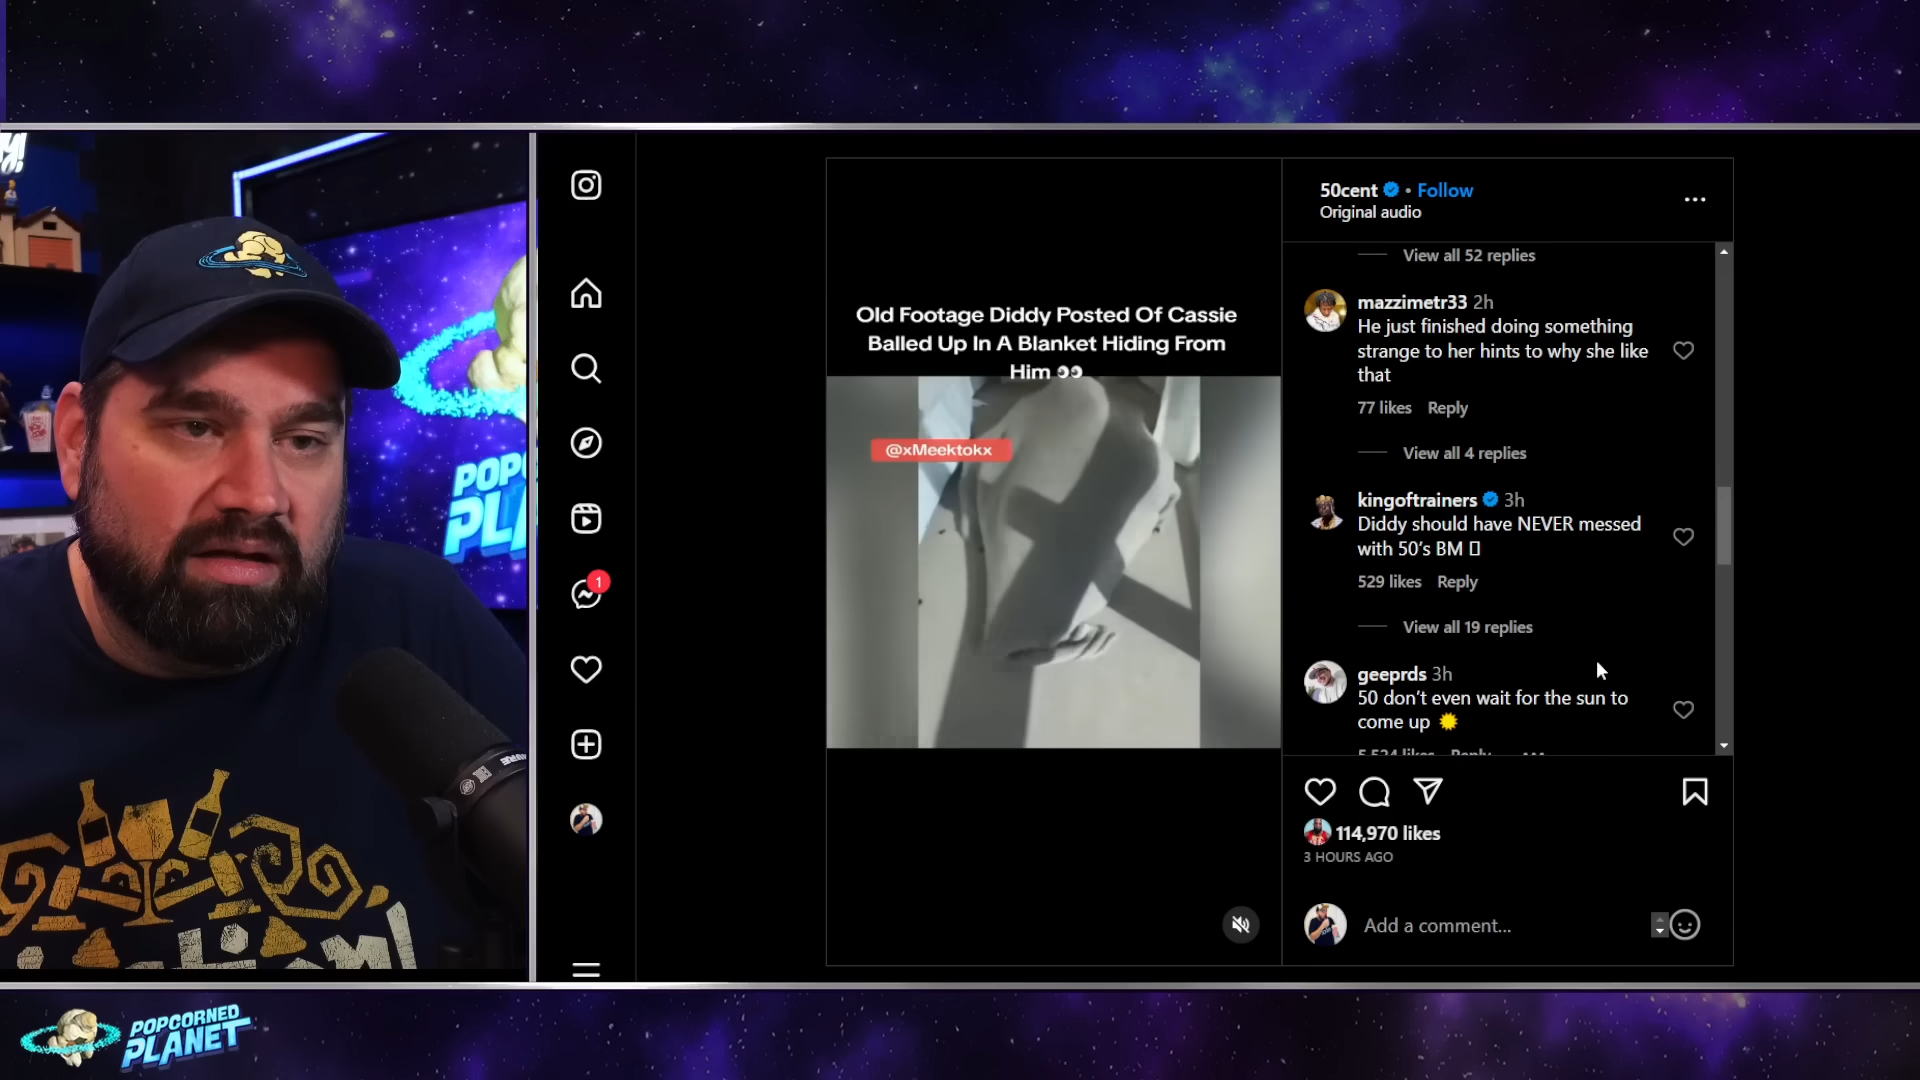 50cent • Follow
Original audio
View all 52 replies
mazzimetr33 2h
He just finished doing something
strange to her hints to why she like
that
77 likes Reply
View all 4 replies
kingoftrainers 3h
Diddy should have NEVER messed
with 50's BM
529 likes Reply
View all 19 replies
geeprds 3h
50 don't even wait for the sun to
come up
Reply
114,970 likes
3 HOURS AGO
Add a comment...
Old Footage Diddy Posted Of Cassie
Balled Up In A Blanket Hiding From
Him
@xMeektokx
1
POP
PL
POPCORNED
PLANET